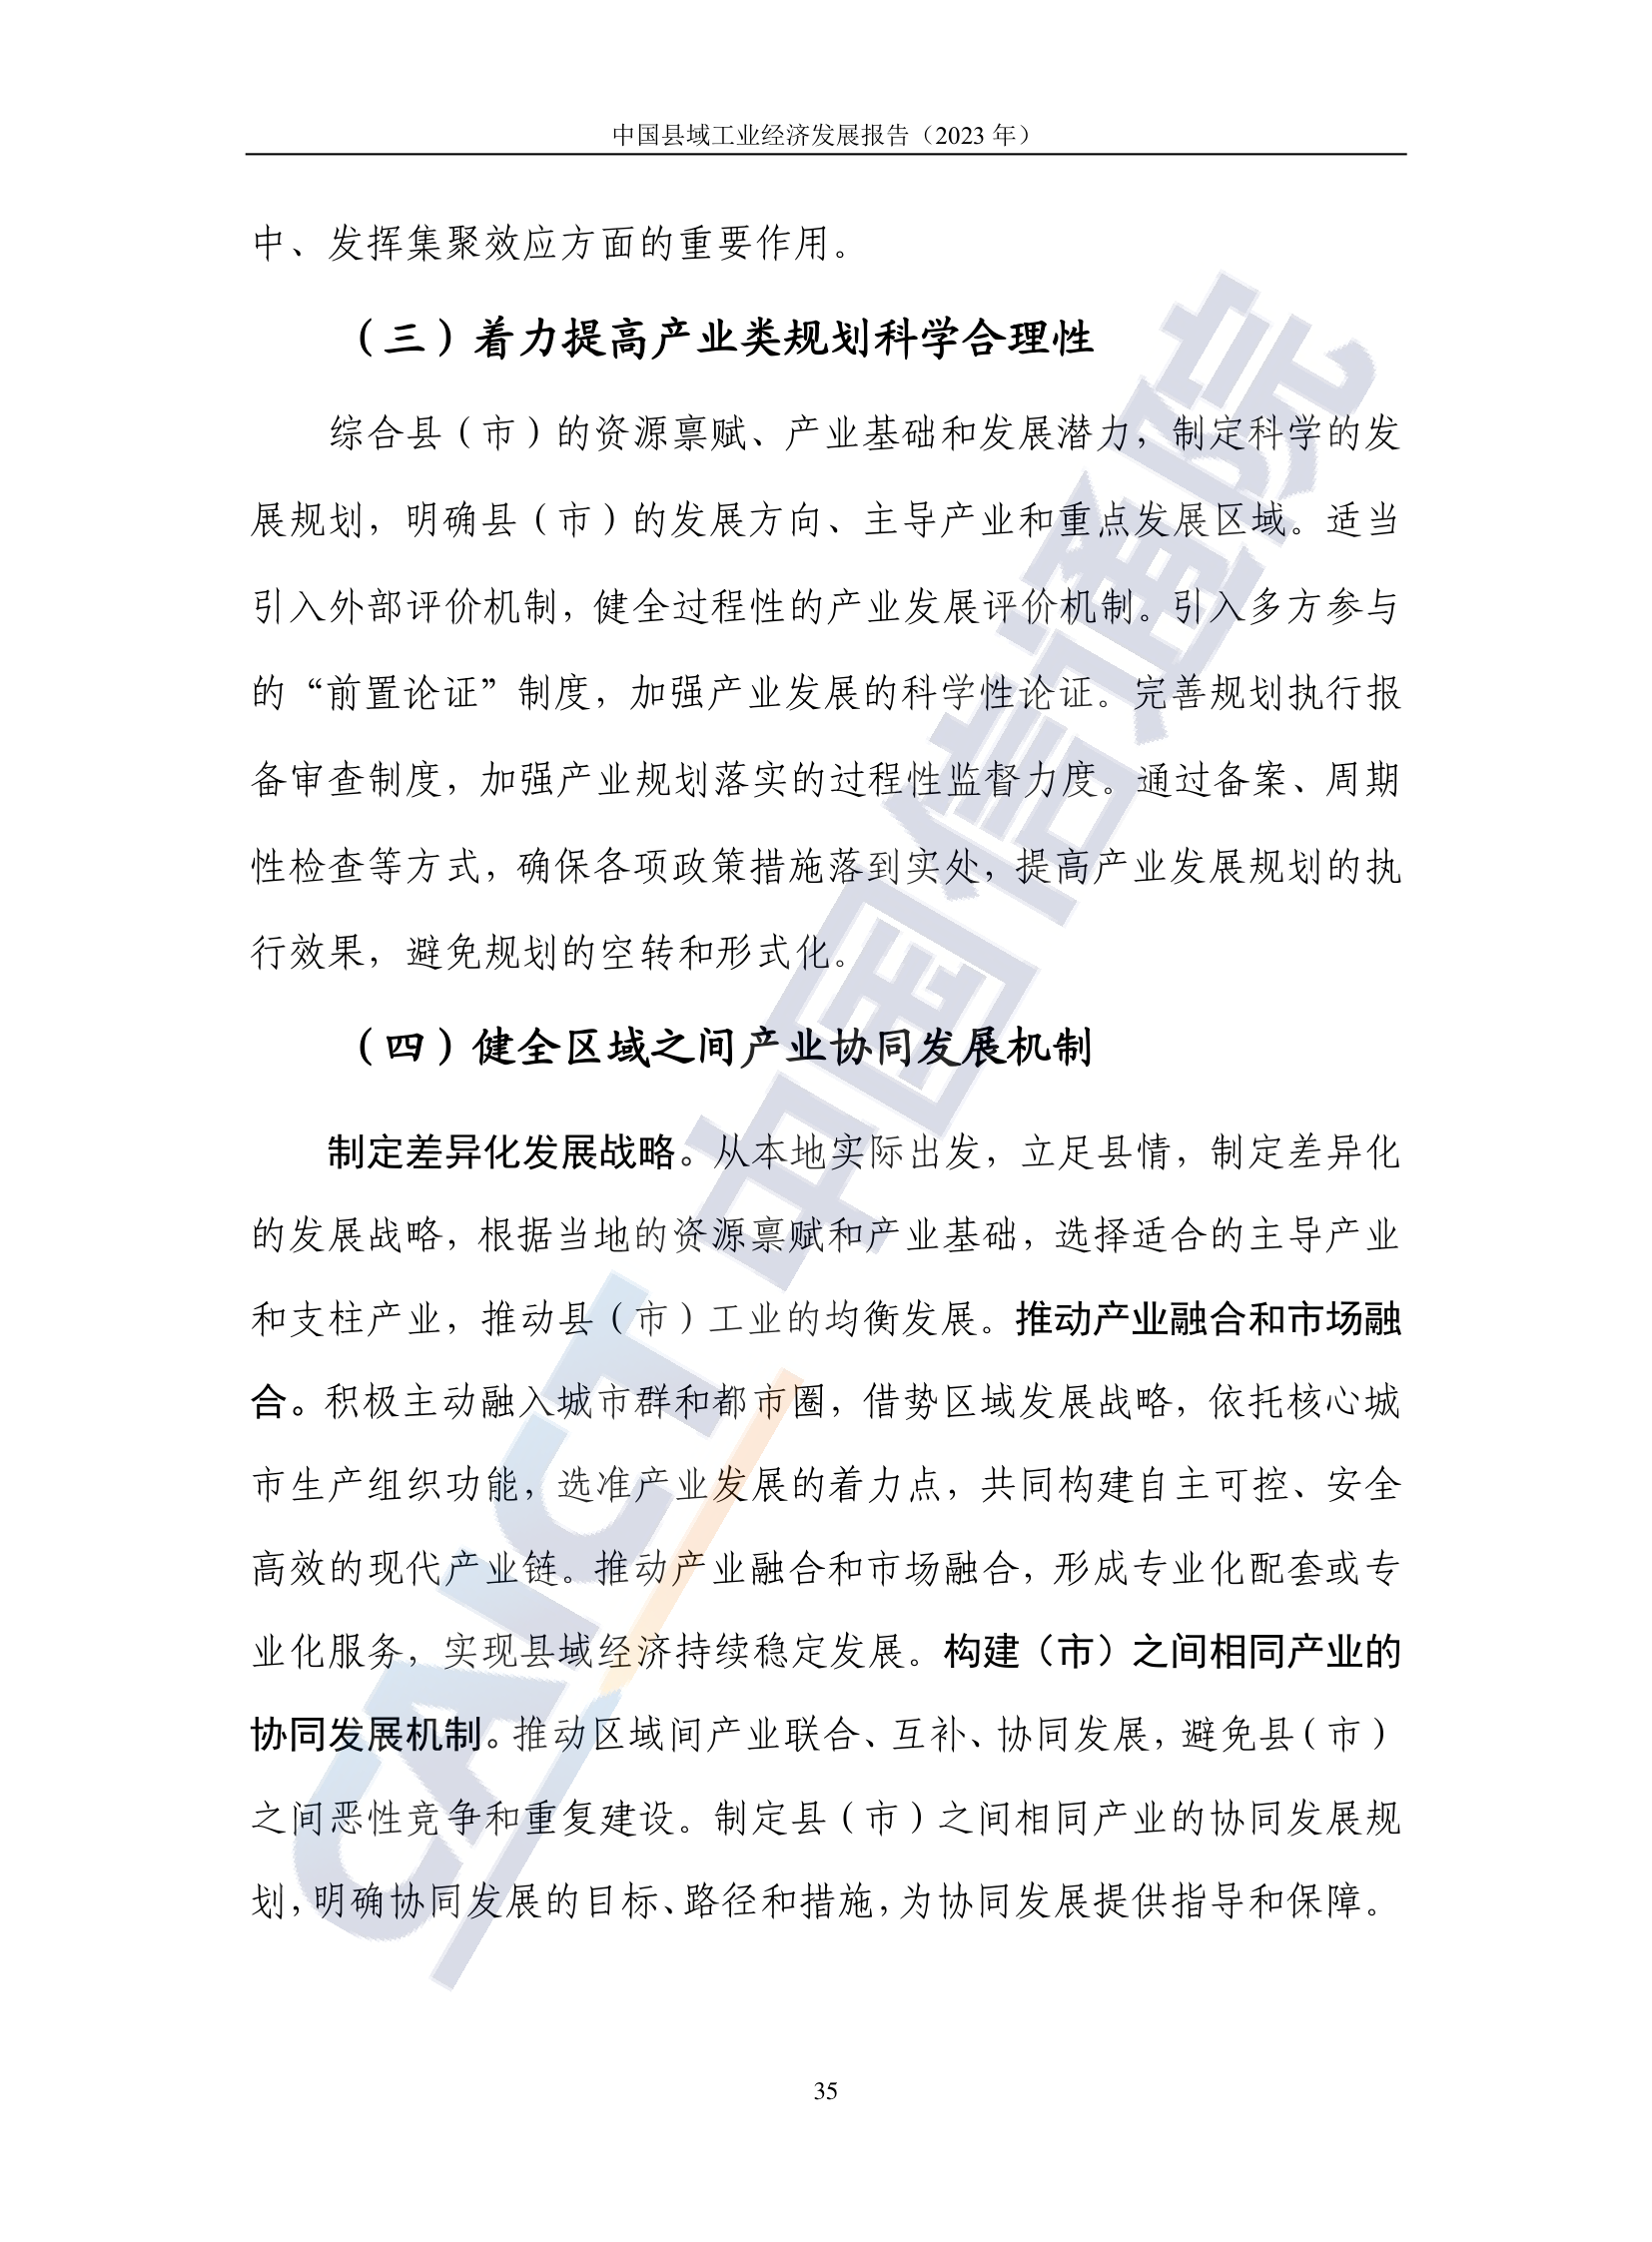 中国县域工业经济发展报告（2023 年）
中、发挥集聚效应方面的重要作用。
（三）着力提高产业类规划科学合理性
综合县（市）的资源禀赋、产业基础和发展潜力，制定科学的发
展规划，明确县（市）的发展方向、主导产业和重点发展区域。适当
引入外部评价机制，健全过程性的产业发展评价机制。引入多方参与
的“前置论证”制度，加强产业发展的科学性论证。完善规划执行报
备审查制度，加强产业规划落实的过程性监督力度。通过备案、周期
性检查等方式，确保各项政策措施落到实处，提高产业发展规划的执
行效果，避免规划的空转和形式化。
（四）健全区域之间产业协同发展机制
制定差异化发展战略。从本地实际出发，立足县情，制定差异化
的发展战略，根据当地的资源禀赋和产业基础，选择适合的主导产业
和支柱产业，推动县（市）工业的均衡发展。推动产业融合和市场融
合。积极主动融入城市群和都市圈，借势区域发展战略，依托核心城
市生产组织功能，选准产业发展的着力点，共同构建自主可控、安全
高效的现代产业链。推动产业融合和市场融合，形成专业化配套或专
业化服务，实现县域经济持续稳定发展。构建（市）之间相同产业的
协同发展机制。推动区域间产业联合、互补、协同发展，避免县（市）
之间恶性竞争和重复建设。制定县（市）之间相同产业的协同发展规
划，明确协同发展的目标、路径和措施，为协同发展提供指导和保障。
35
CAICT 中国信通院